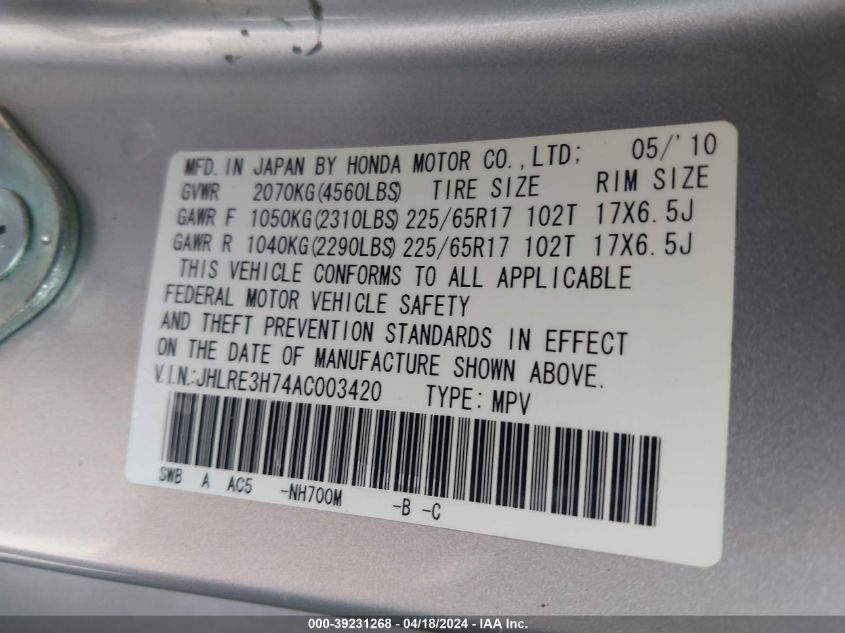 MFD. IN JAPAN BY HONDA MOTOR CO., LTD; 05/'10
GVWR 2070KG(4560LBS) TIRE SIZE RIM SIZE
GAWR F 1050KG(2310LBS) 225/65R17 102T 17X6.5J
GAWR R 1040KG(2290LBS) 225/65R17 102T 17X6.5J
THIS VEHICLE CONFORMS TO ALL APPLICABLE
FEDERAL MOTOR VEHICLE SAFETY
AND THEFT PREVENTION STANDARDS IN EFFECT
ON THE DATE OF MANUFACTURE SHOWN ABOVE.
V.I.N.:JHLRE3H74AC003420 TYPE: MPV
SWB A AC5 -NH700M -B -C
000-39231268 - 04/18/2024 - IAA Inc.